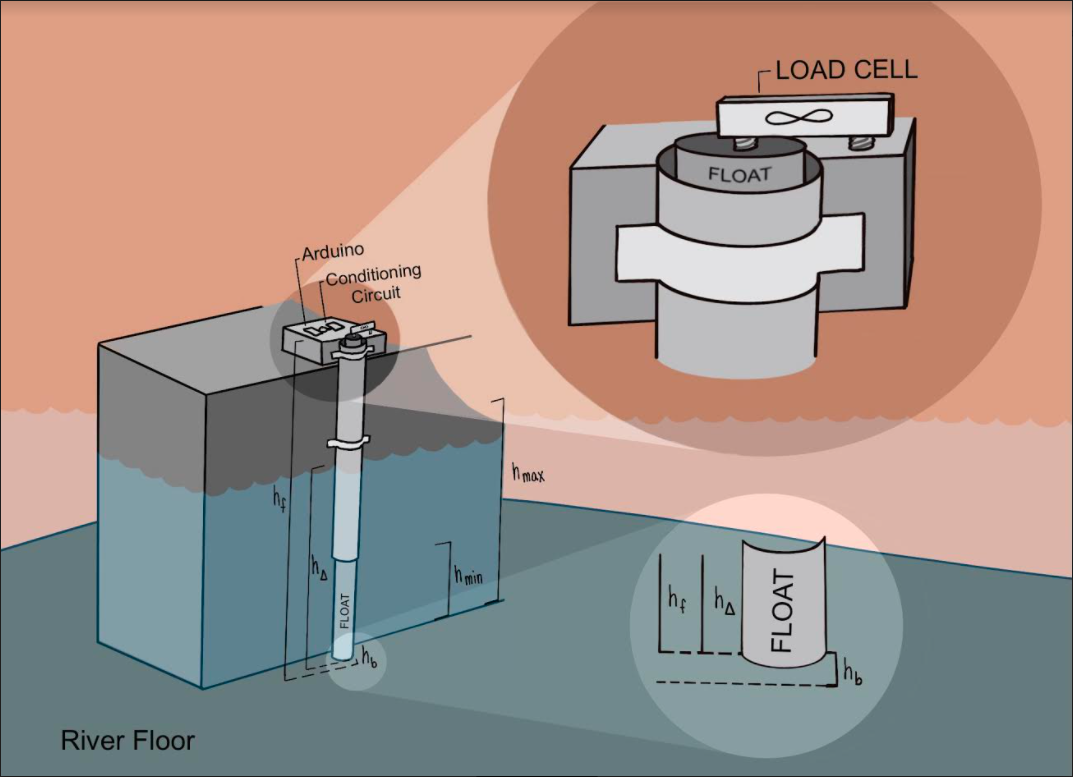 LOAD CELL
FLOAT
Arduino
Conditioning
Circuit
hf
hΔ
hmax
hmin
FLOAT
hb
hf
hΔ
FLOAT
hb
River Floor